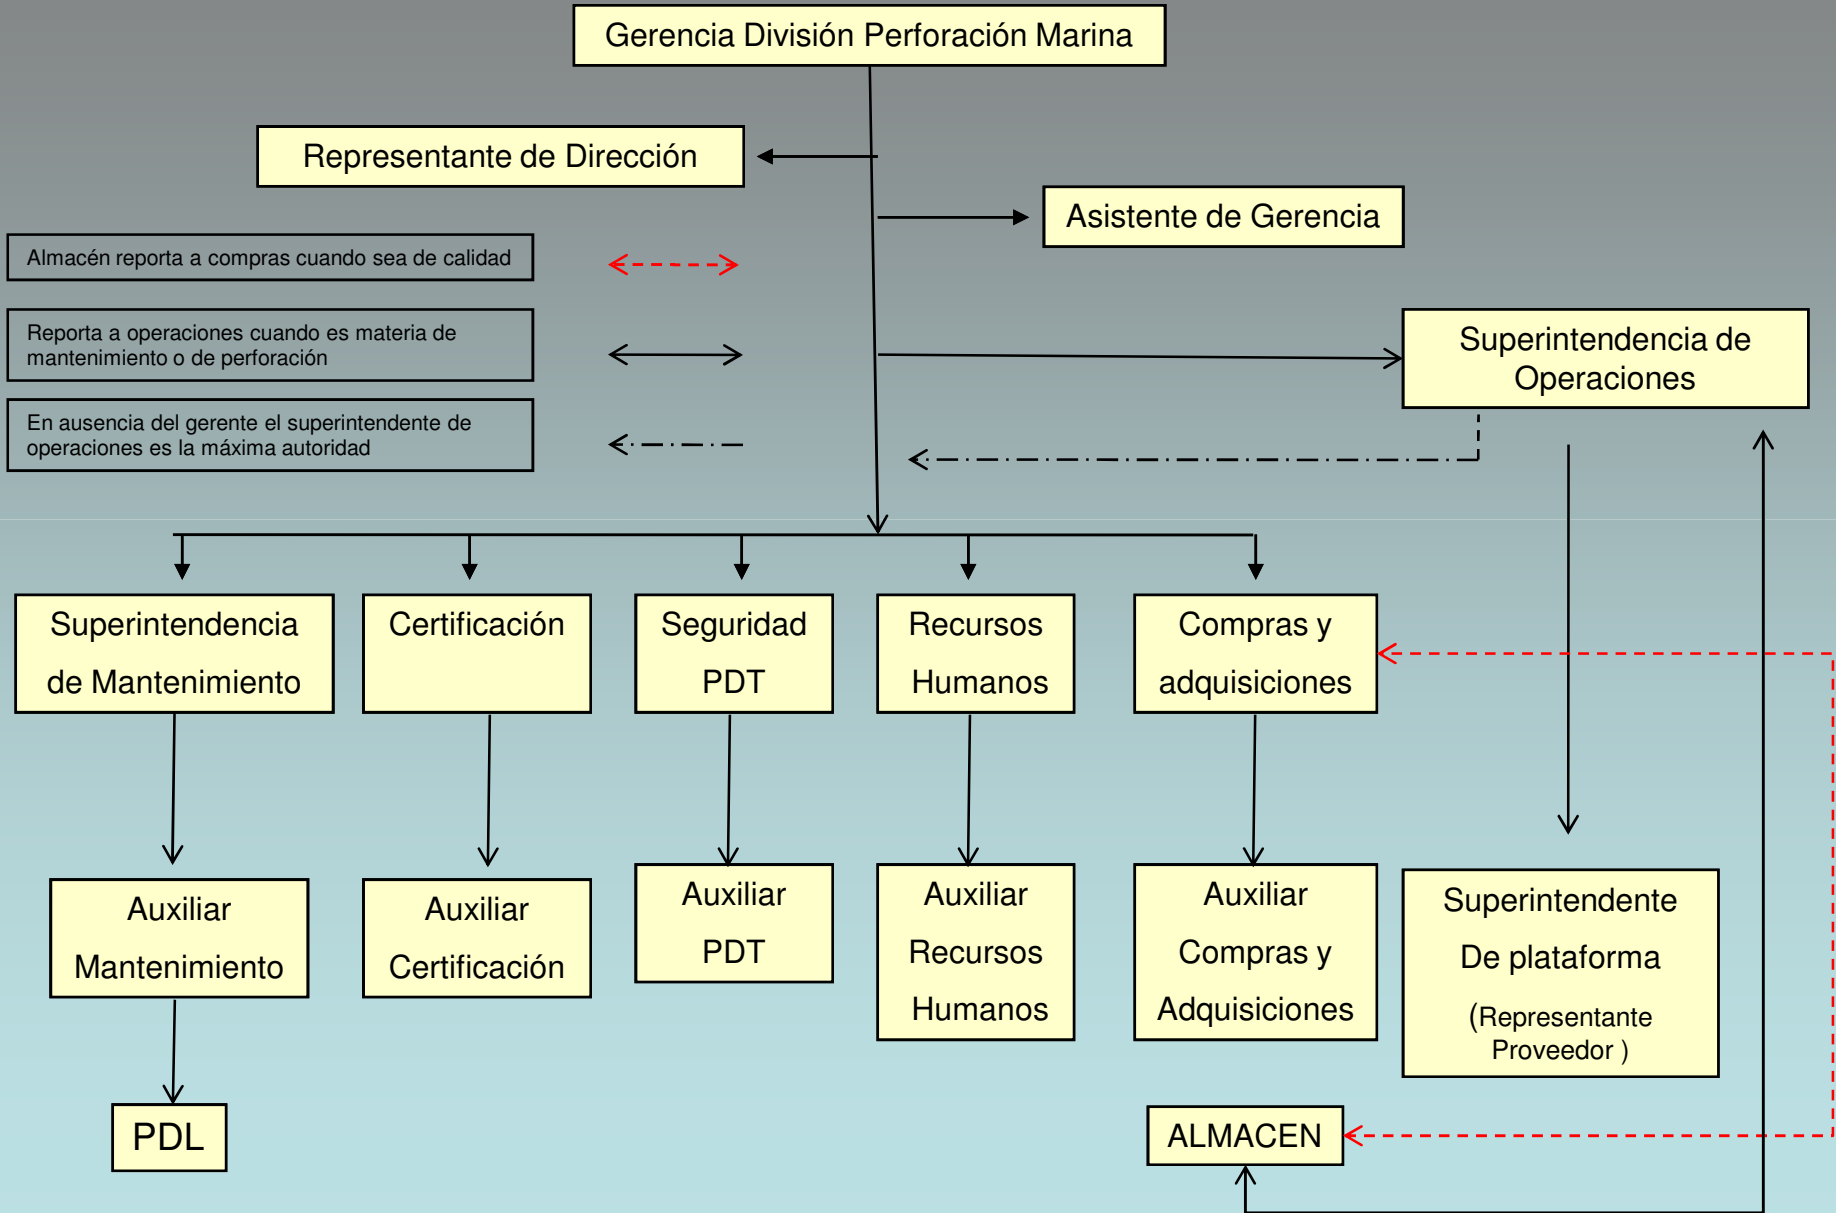 Gerencia División Perforación Marina
Representante de Dirección
Asistente de Gerencia
Almacén reporta a compras cuando sea de calidad
Reporta a operaciones cuando es materia de
mantenimiento o de perforación
En ausencia del gerente el superintendente de
operaciones es la máxima autoridad
Superintendencia de
Operaciones
Superintendencia
de Mantenimiento
Certificación
Seguridad
PDT
Recursos
Humanos
Compras y
adquisiciones
Auxiliar
Mantenimiento
Auxiliar
Certificación
Auxiliar
PDT
Auxiliar
Recursos
Humanos
Auxiliar
Compras y
Adquisiciones
Superintendente
De plataforma
(Representante
Proveedor )
PDL
ALMACEN